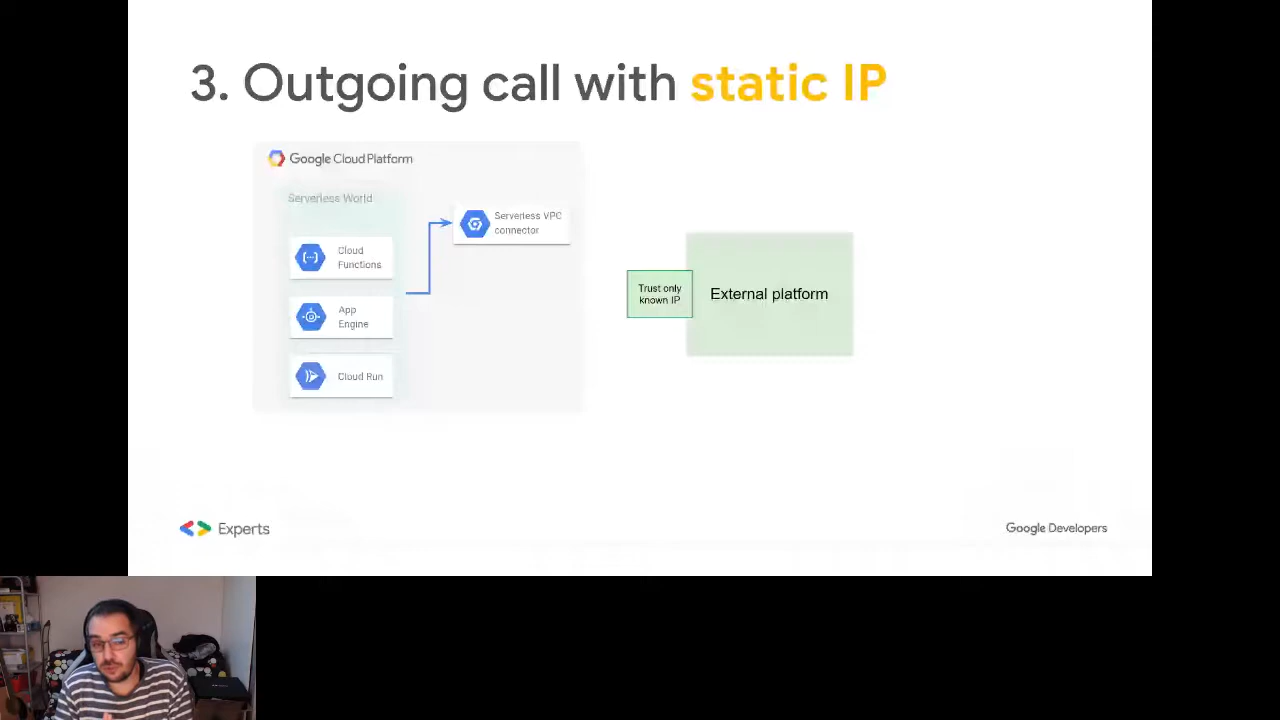 3. Outgoing call with static IP
Google Cloud Platform
Serverless World
Serverless VPC
connector
Cloud
Functions
App
Engine
Cloud Run
Trust only
known IP
External platform
Experts
Google Developers